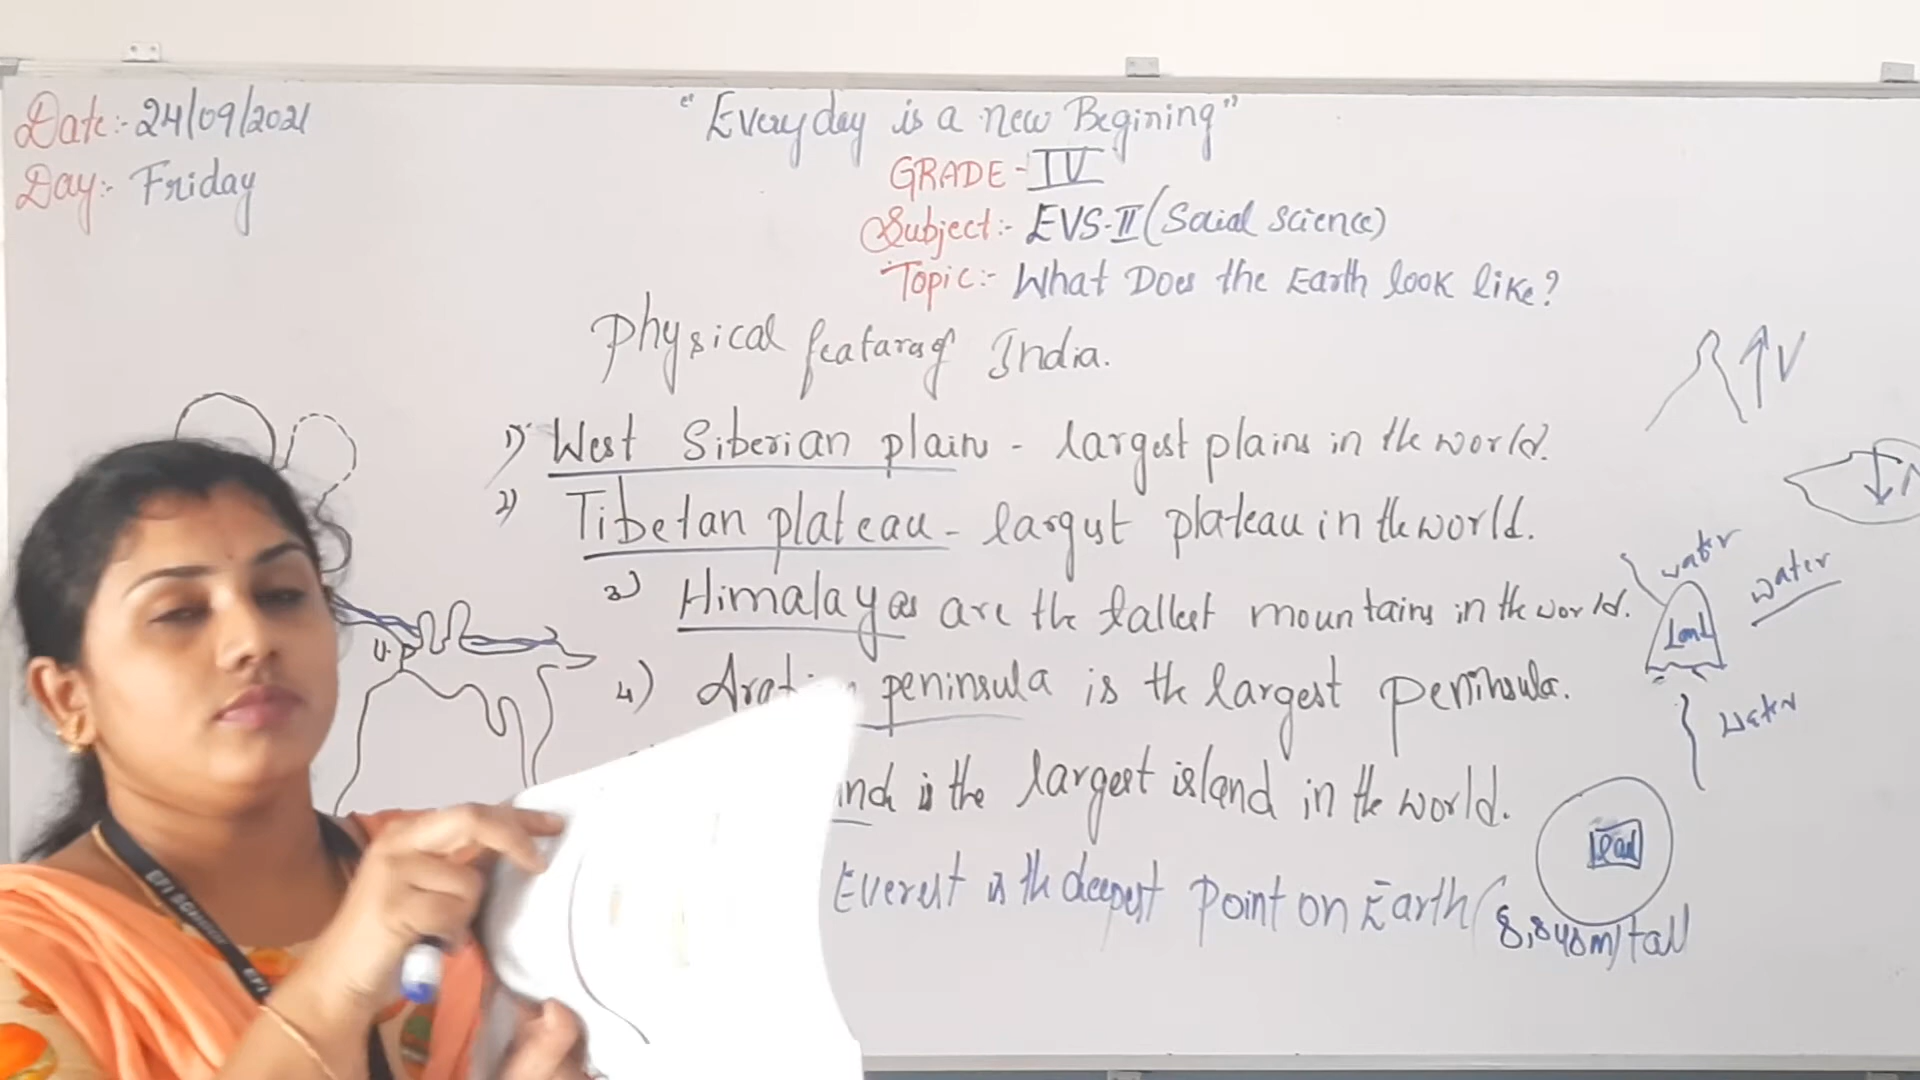 Date:- 24/09/2021
Day:- Friday
"Everyday is a new Begining"
GRADE - IV
Subject:- EVS-II (Social Science)
Topic:- What Does the Earth look like?
Physical featares of India.
1) West Siberian plain - largest plains in the world.
2) Tibetan plateau - largest plateau in the world.
3) Himalayas are the tallest mountains in the world.
4) peninsula is the largest Peninsula.
is the largest island in the world.
Everest is the deepest Point on Earth (8,848m/tall
V
water
water
Land
water
Land
EFI